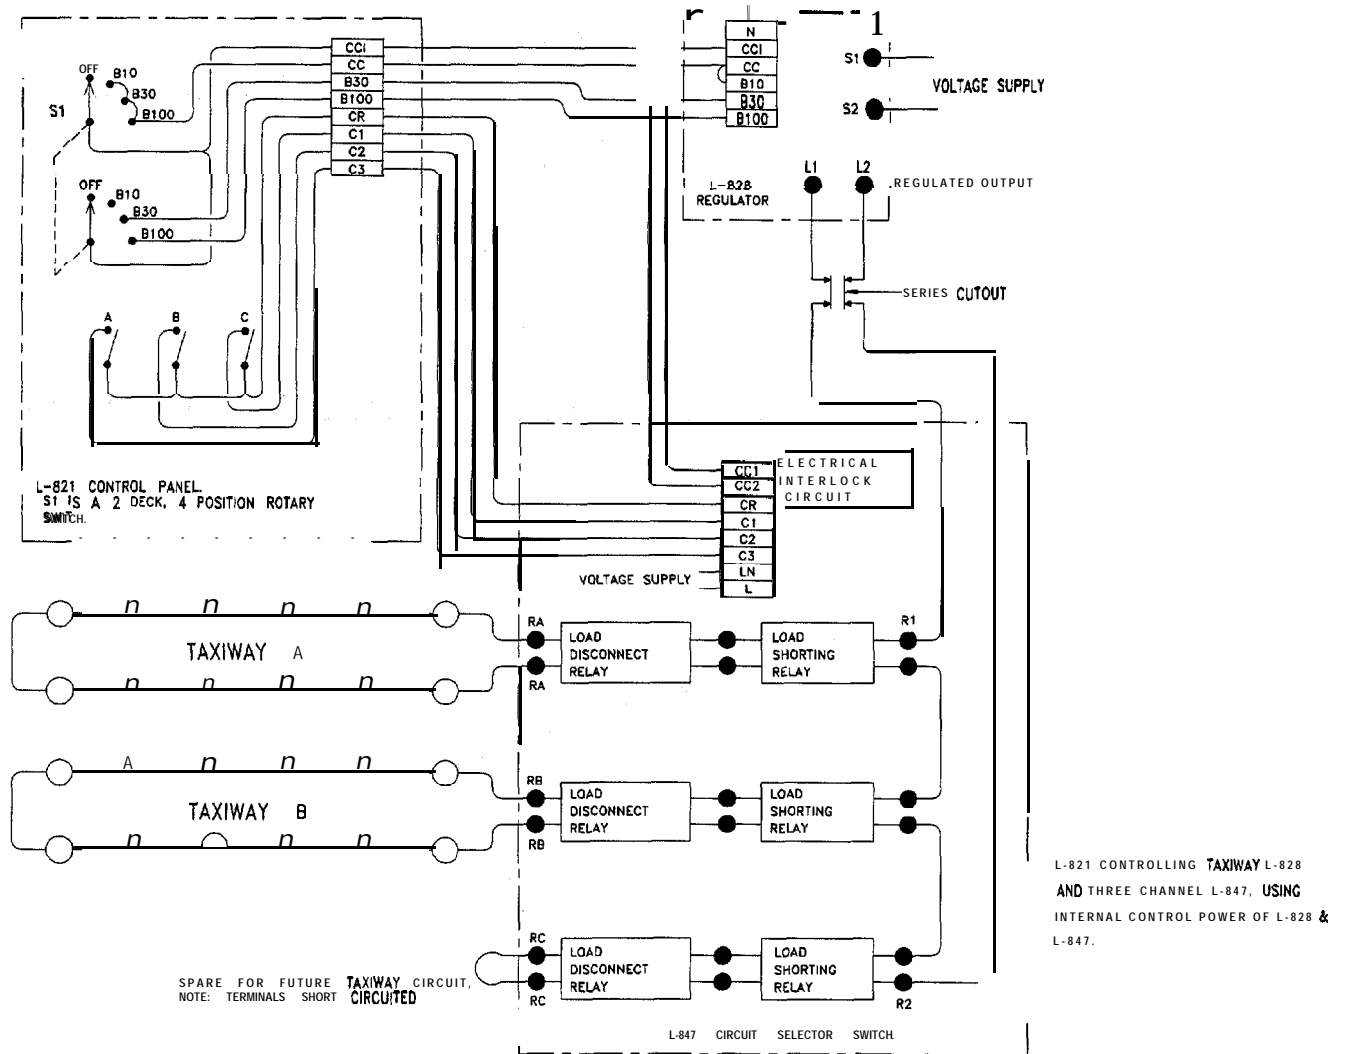 OFF
B10
B30
B100
S1
OFF
B10
B30
B100
A
B
C
CCI
CC
B30
B100
CR
C1
C2
C3
L-821 CONTROL PANEL.
S1 IS A 2 DECK, 4 POSITION ROTARY
SWITCH.
N
CCI
CC
B10
B30
B100
1
S1
S2
VOLTAGE SUPPLY
L1
L2
L-828
REGULATOR
REGULATED OUTPUT
SERIES CUTOUT
CC1
CC2
CR
C1
C2
C3
LN
L
ELECTRICAL
INTERLOCK
CIRCUIT
VOLTAGE SUPPLY
n n n n
TAXIWAY A
n n n n
RA
RA
LOAD
DISCONNECT
RELAY
LOAD
SHORTING
RELAY
R1
A n n n
TAXIWAY B
n n n
RB
RB
LOAD
DISCONNECT
RELAY
LOAD
SHORTING
RELAY
L-821 CONTROLLING TAXIWAY L-828
AND THREE CHANNEL L-847, USING
INTERNAL CONTROL POWER OF L-828 &
L-847.
RC
RC
LOAD
DISCONNECT
RELAY
LOAD
SHORTING
RELAY
R2
SPARE FOR FUTURE TAXIWAY CIRCUIT,
NOTE: TERMINALS SHORT CIRCUITED
L-847 CIRCUIT SELECTOR SWITCH